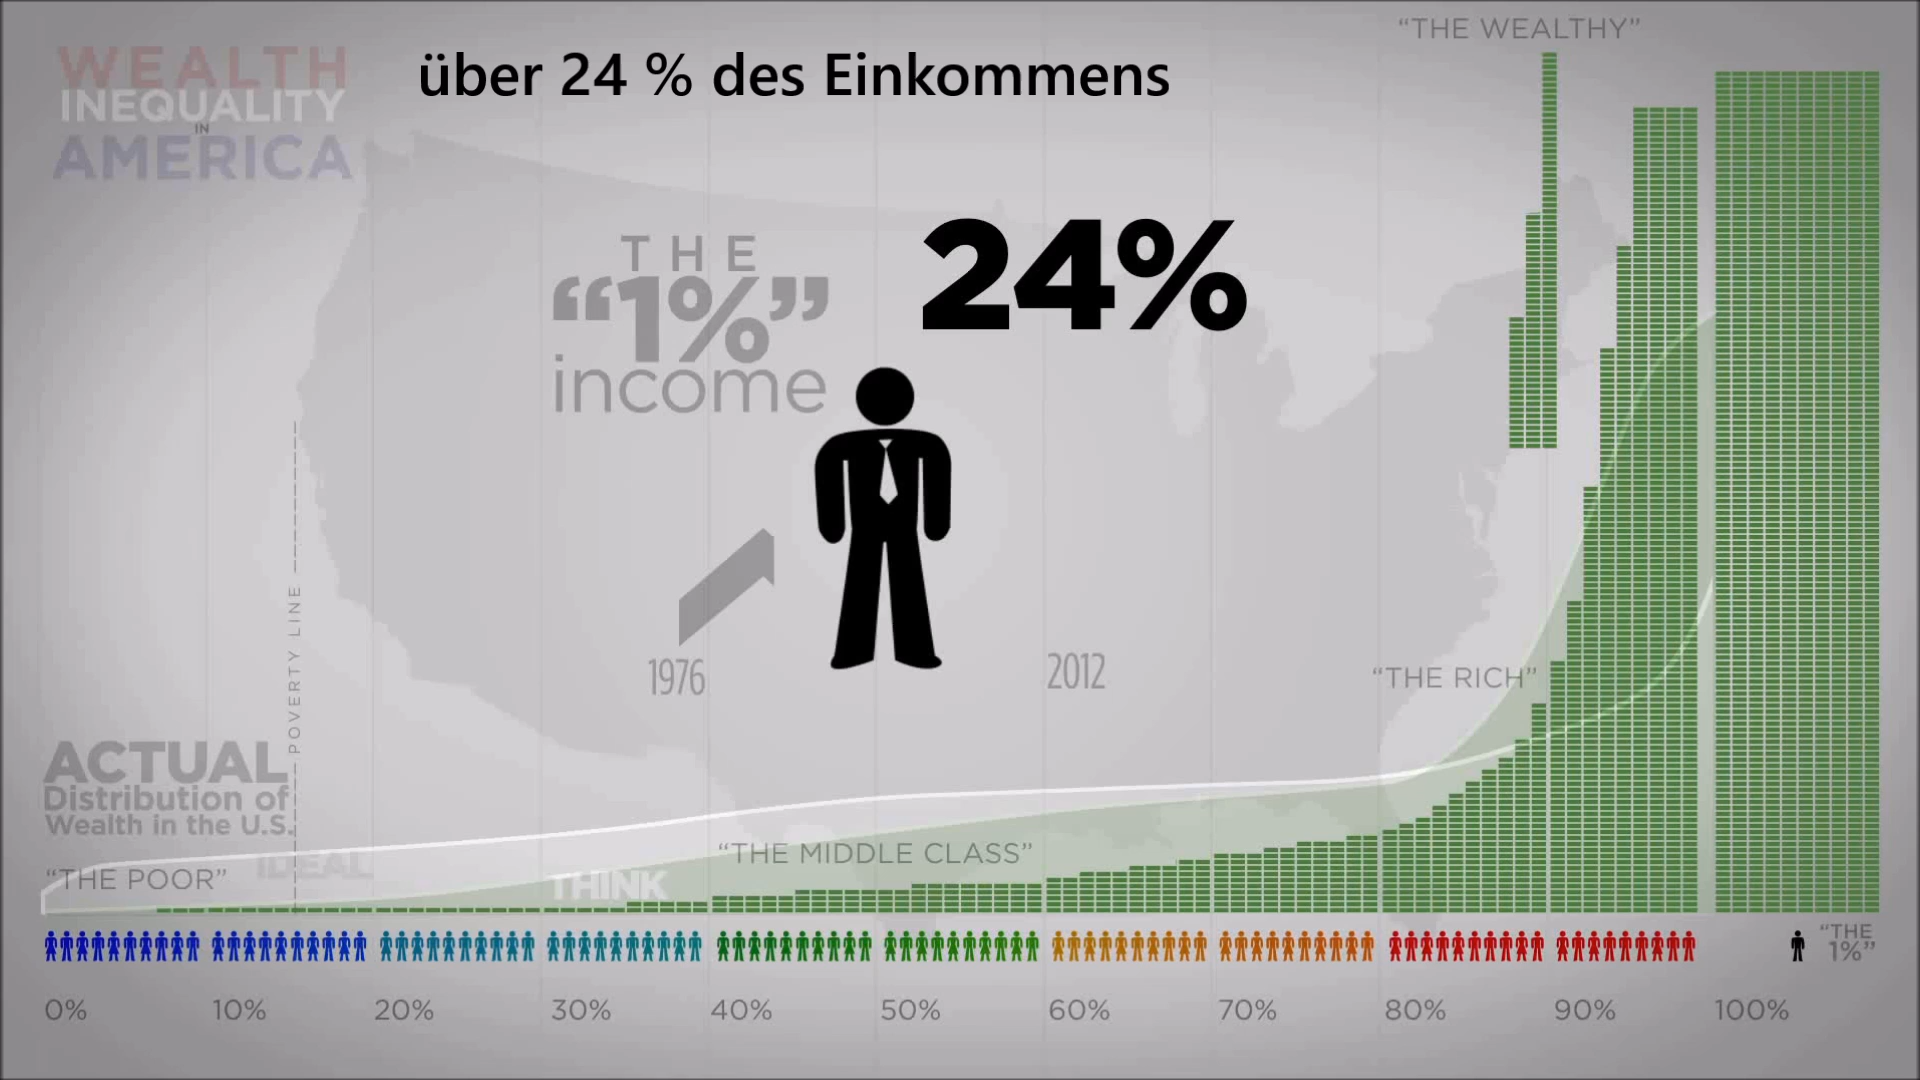 WEALTH
INEQUALITY
IN
AMERICA
über 24 % des Einkommens
“THE WEALTHY”
THE
“1%”
income
24%
1976
2012
POVERTY LINE
“THE RICH”
ACTUAL
Distribution of
Wealth in the U.S.
“THE POOR”
IDEAL
THINK
“THE MIDDLE CLASS”
“THE
1%”
0% 10% 20% 30% 40% 50% 60% 70% 80% 90% 100%